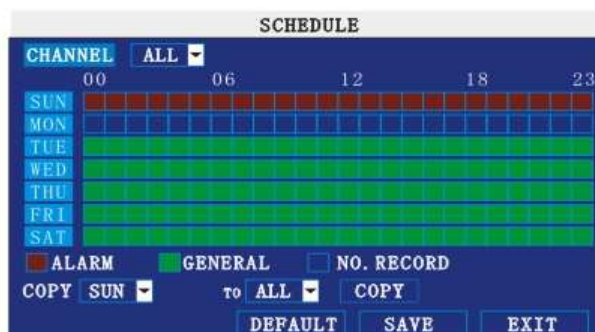 SCHEDULE
CHANNEL ALL
00 06 12 18 23
SUN
MON
TUE
WED
THU
FRI
SAT
ALARM GENERAL NO. RECORD
COPY SUN TO ALL COPY
DEFAULT SAVE EXIT